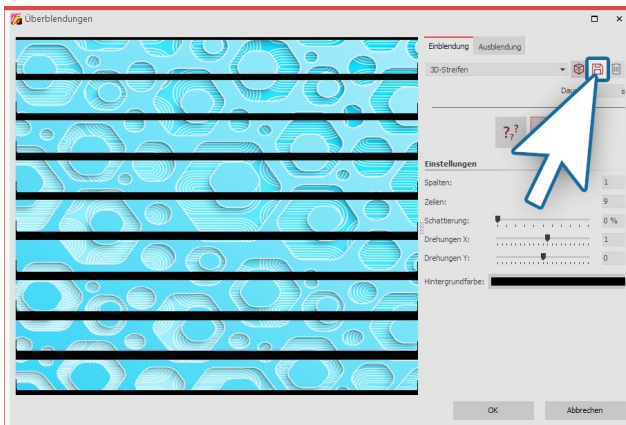 Überblendungen
Einblendung Ausblendung
3D-Streifen
s
? ? ?
Einstellungen
Spalten: 1
Zeilen: 9
Schattierung: 0 %
Drehungen X: 1
Drehungen Y: 0
Hintergrundfarbe:
OK Abbrechen